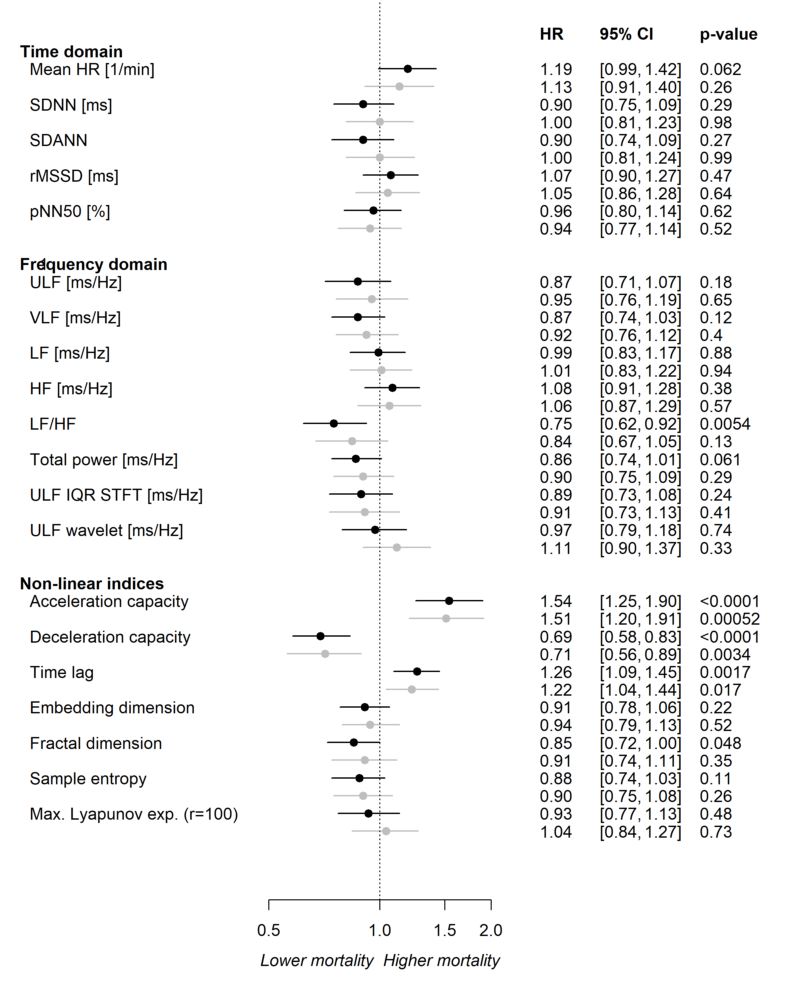 HR 95% CI p-value
Time domain
Mean HR [1/min] 1.19 [0.99, 1.42] 0.062
1.13 [0.91, 1.40] 0.26
SDNN [ms] 0.90 [0.75, 1.09] 0.29
1.00 [0.81, 1.23] 0.98
SDANN 0.90 [0.74, 1.09] 0.27
1.00 [0.81, 1.24] 0.99
rMSSD [ms] 1.07 [0.90, 1.27] 0.47
1.05 [0.86, 1.28] 0.64
pNN50 [%] 0.96 [0.80, 1.14] 0.62
0.94 [0.77, 1.14] 0.52
Frequency domain
ULF [ms/Hz] 0.87 [0.71, 1.07] 0.18
0.95 [0.76, 1.19] 0.65
VLF [ms/Hz] 0.87 [0.74, 1.03] 0.12
0.92 [0.76, 1.12] 0.4
LF [ms/Hz] 0.99 [0.83, 1.17] 0.88
1.01 [0.83, 1.22] 0.94
HF [ms/Hz] 1.08 [0.91, 1.28] 0.38
1.06 [0.87, 1.29] 0.57
LF/HF 0.75 [0.62, 0.92] 0.0054
0.84 [0.67, 1.05] 0.13
Total power [ms/Hz] 0.86 [0.74, 1.01] 0.061
0.90 [0.75, 1.09] 0.29
ULF IQR STFT [ms/Hz] 0.89 [0.73, 1.08] 0.24
0.91 [0.73, 1.13] 0.41
ULF wavelet [ms/Hz] 0.97 [0.79, 1.18] 0.74
1.11 [0.90, 1.37] 0.33
Non-linear indices
Acceleration capacity 1.54 [1.25, 1.90] <0.0001
1.51 [1.20, 1.91] 0.00052
Deceleration capacity 0.69 [0.58, 0.83] <0.0001
0.71 [0.56, 0.89] 0.0034
Time lag 1.26 [1.09, 1.45] 0.0017
1.22 [1.04, 1.44] 0.017
Embedding dimension 0.91 [0.78, 1.06] 0.22
0.94 [0.79, 1.13] 0.52
Fractal dimension 0.85 [0.72, 1.00] 0.048
0.91 [0.74, 1.11] 0.35
Sample entropy 0.88 [0.74, 1.03] 0.11
0.90 [0.75, 1.08] 0.26
Max. Lyapunov exp. (r=100) 0.93 [0.77, 1.13] 0.48
1.04 [0.84, 1.27] 0.73
0.5 1.0 1.5 2.0
Lower mortality Higher mortality